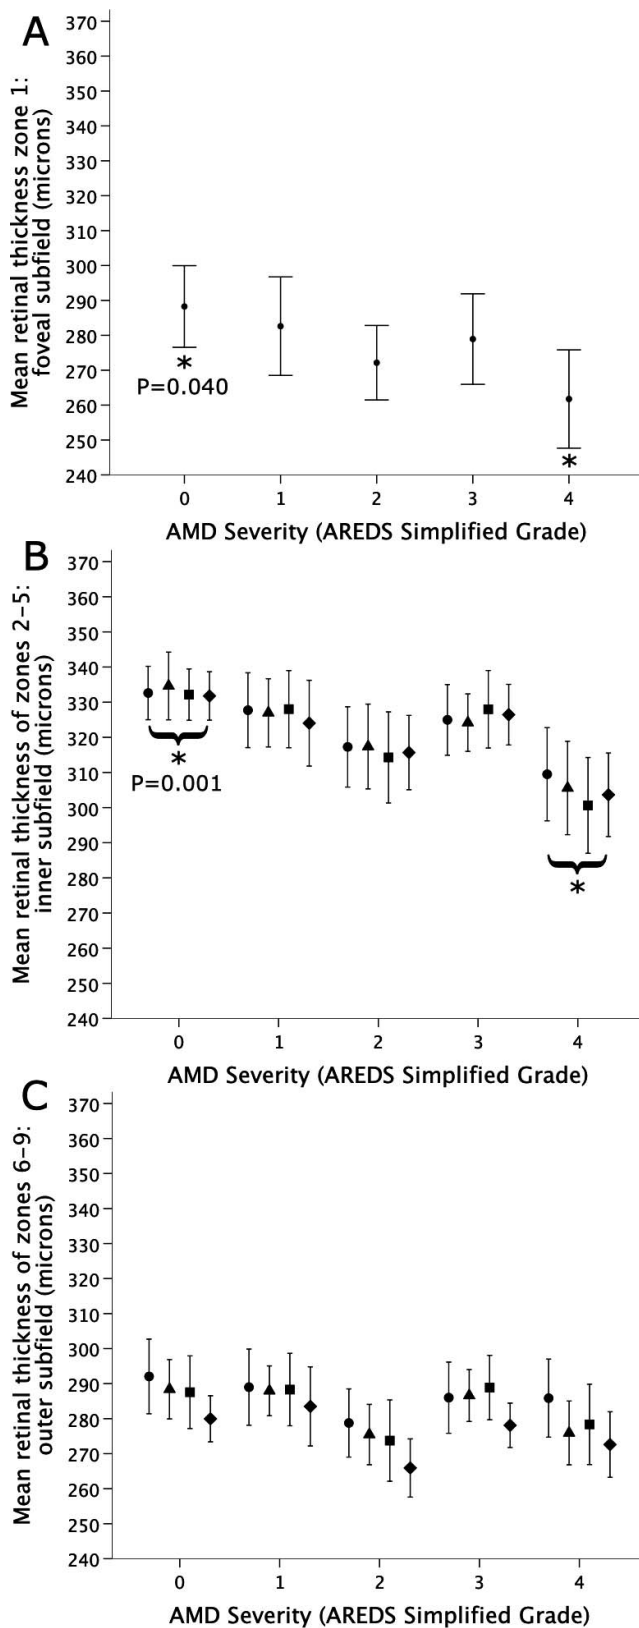 A
Mean retinal thickness zone 1:
foveal subfield (microns)
370
360
350
340
330
320
310
300
290
280
270
260
250
240
*
P=0.040
*
0 1 2 3 4
AMD Severity (AREDS Simplified Grade)
B
Mean retinal thickness of zones 2–5:
inner subfield (microns)
370
360
350
340
330
320
310
300
290
280
270
260
250
240
*
P=0.001
*
0 1 2 3 4
AMD Severity (AREDS Simplified Grade)
C
Mean retinal thickness of zones 6–9:
outer subfield (microns)
370
360
350
340
330
320
310
300
290
280
270
260
250
240
0 1 2 3 4
AMD Severity (AREDS Simplified Grade)